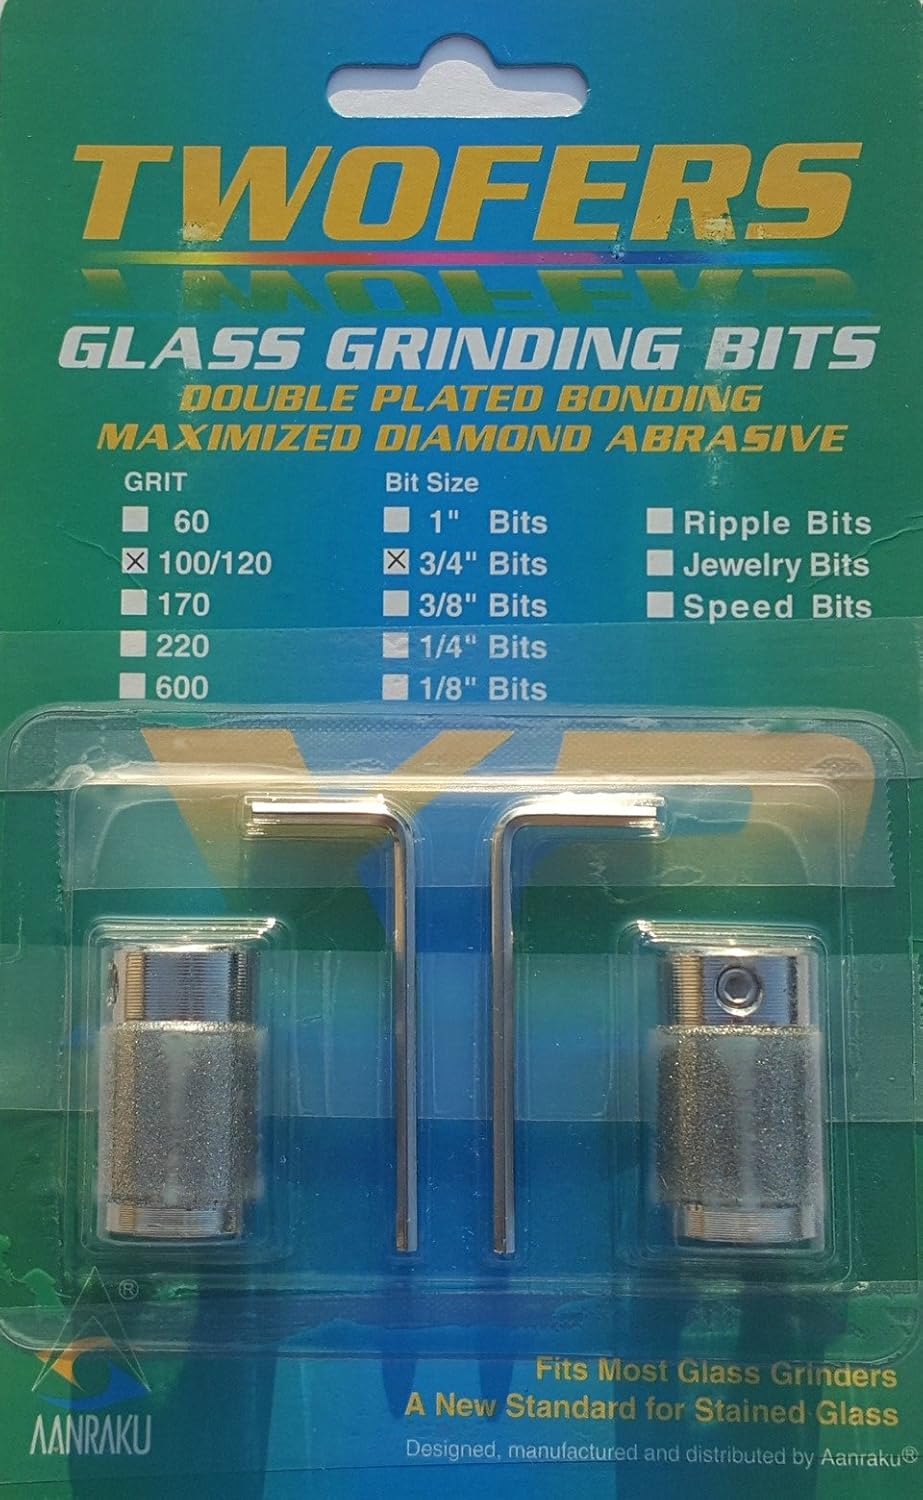 TWOFERS
GLASS GRINDING BITS
DOUBLE PLATED BONDING
MAXIMIZED DIAMOND ABRASIVE
GRIT
60
100/120
170
220
600
Bit Size
1" Bits
3/4" Bits
3/8" Bits
1/4" Bits
1/8" Bits
Ripple Bits
Jewelry Bits
Speed Bits
®
AANRAKU
Fits Most Glass Grinders
A New Standard for Stained Glass
Designed, manufactured and distributed by Aanraku®